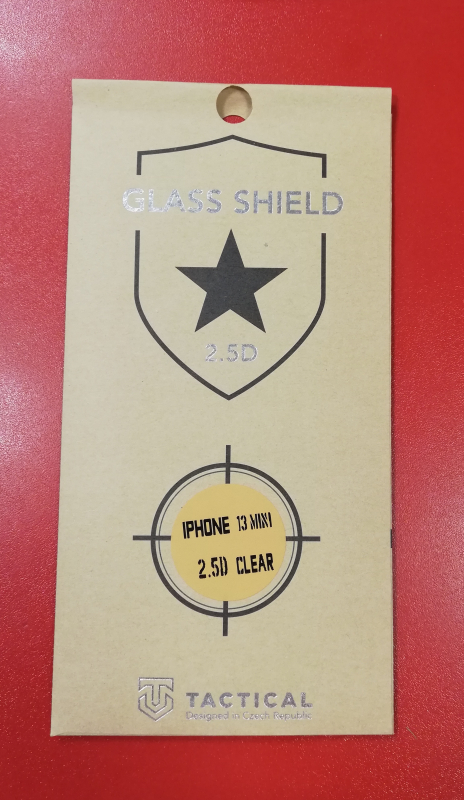 GLASS SHIELD
2.5D
IPHONE 13 MINI
2.5D CLEAR
TACTICAL
Designed in Czech Republic